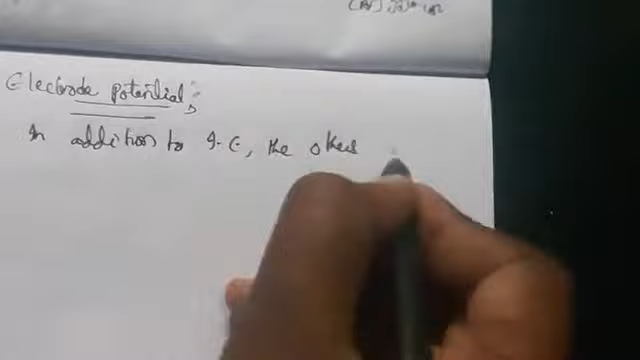 Electrode potential:
In addition to I.E, the other